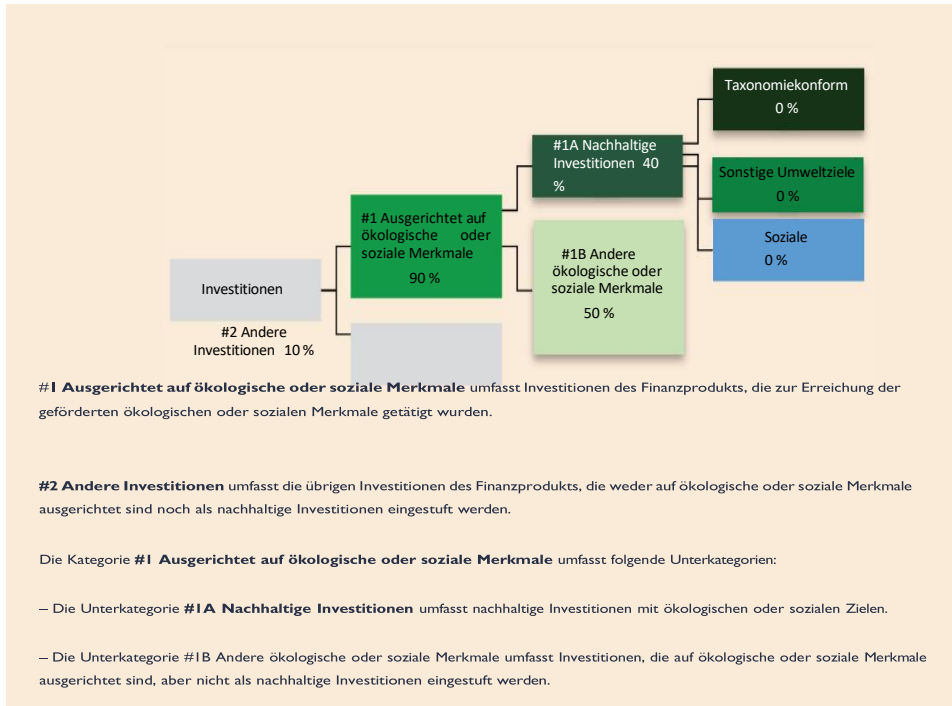 Taxonomiekonform
0 %
#1A Nachhaltige
Investitionen 40
%
Sonstige Umweltziele
0 %
#1 Ausgerichtet auf
ökologische oder
soziale Merkmale
90 %
Soziale
0 %
#1B Andere
ökologische oder
soziale Merkmale
50 %
Investitionen
#2 Andere
Investitionen 10 %
#1 Ausgerichtet auf ökologische oder soziale Merkmale umfasst Investitionen des Finanzprodukts, die zur Erreichung der
geförderten ökologischen oder sozialen Merkmale getätigt wurden.
#2 Andere Investitionen umfasst die übrigen Investitionen des Finanzprodukts, die weder auf ökologische oder soziale Merkmale
ausgerichtet sind noch als nachhaltige Investitionen eingestuft werden.
Die Kategorie #1 Ausgerichtet auf ökologische oder soziale Merkmale umfasst folgende Unterkategorien:
– Die Unterkategorie #1A Nachhaltige Investitionen umfasst nachhaltige Investitionen mit ökologischen oder sozialen Zielen.
– Die Unterkategorie #1B Andere ökologische oder soziale Merkmale umfasst Investitionen, die auf ökologische oder soziale Merkmale
ausgerichtet sind, aber nicht als nachhaltige Investitionen eingestuft werden.